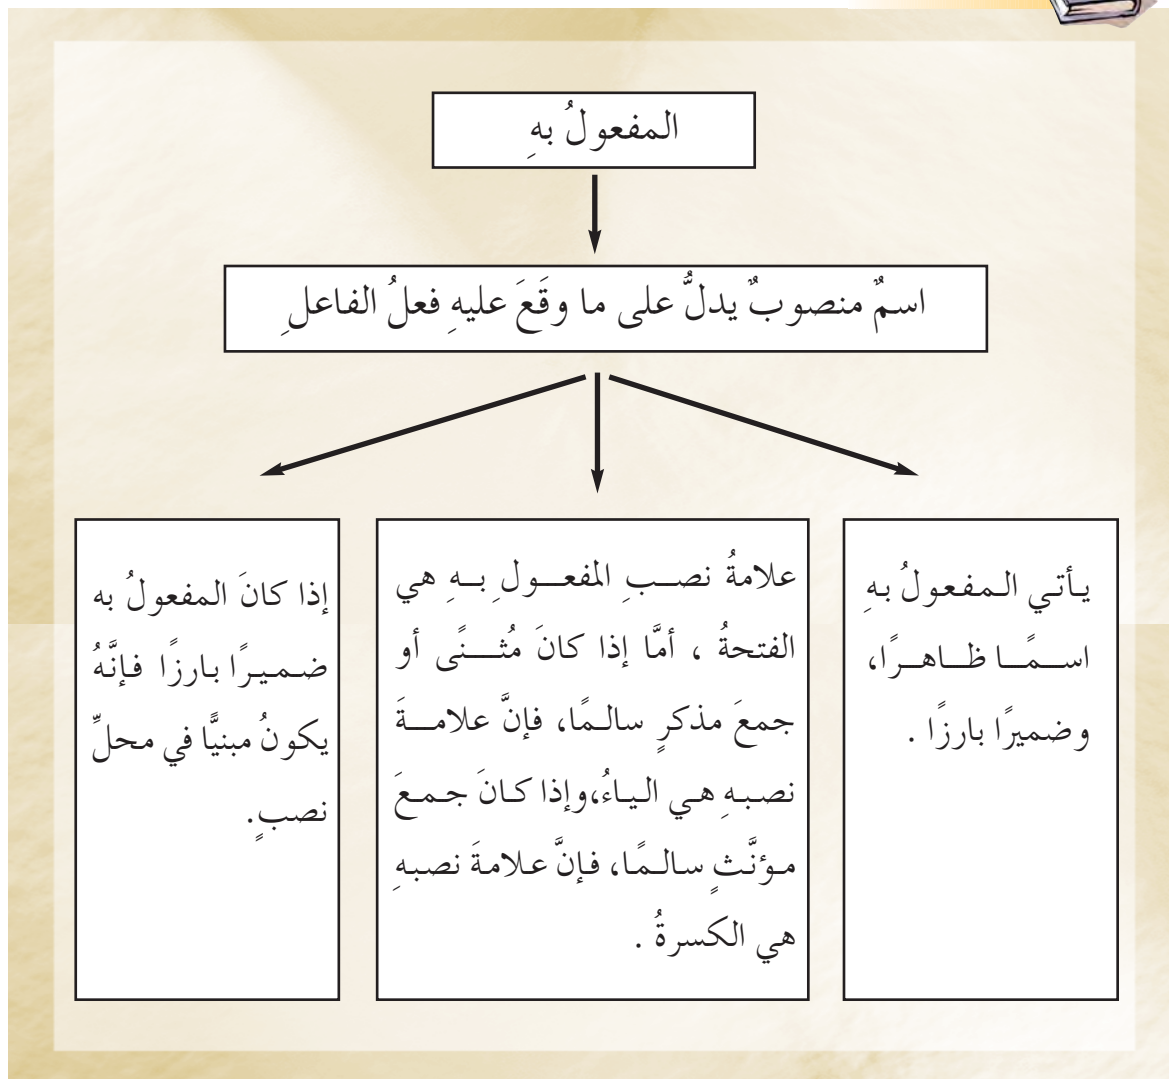 المفعولُ بهِ
اسمٌ منصوبٌ يدلُّ على ما وقَعَ عليهِ فعلُ الفاعلِ
يأتي المفعولُ بهِ
اسمًا ظاهرًا،
وضميرًا بارزًا .
علامةُ نصبِ المفعولِ بهِ هي
الفتحةُ ، أمَّا إذا كانَ مُثنًى أو
جمعَ مذكرٍ سالمًا، فإنَّ علامةَ
نصبهِ هي الياءُ،وإذا كانَ جمعَ
مؤنَّثٍ سالمًا، فإنَّ علامةَ نصبهِ
هي الكسرةُ .
إذا كانَ المفعولُ به
ضميرًا بارزًا فإنَّهُ
يكونُ مبنيًّا في محلِّ
نصبٍ.